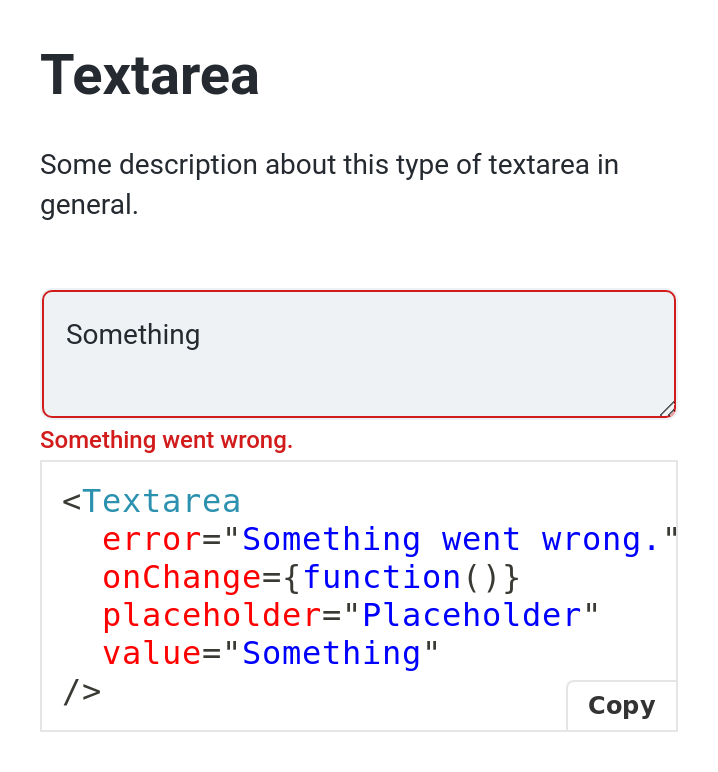 Textarea
Some description about this type of textarea in
general.
Something
Something went wrong.
<Textarea
  error="Something went wrong."
  onChange={function()}
  placeholder="Placeholder"
  value="Something"
/>
Copy